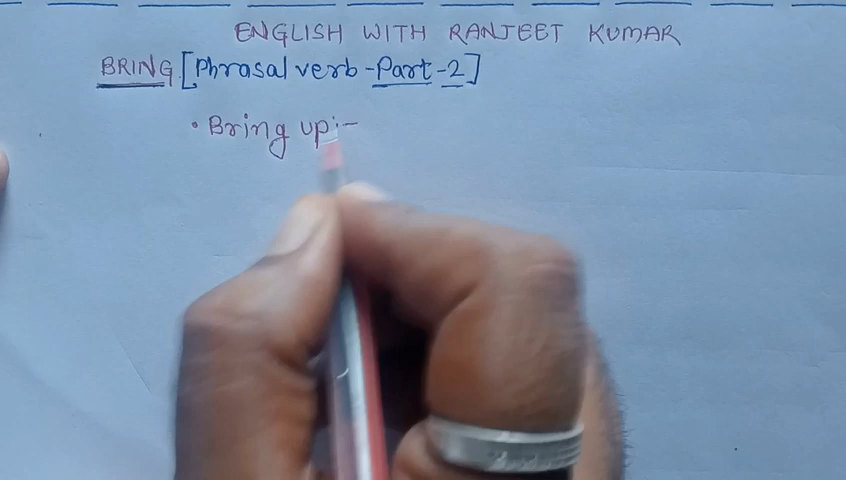 ENGLISH WITH RANJEET KUMAR
BRING [Phrasal verb -Part-2]
• Bring up:-